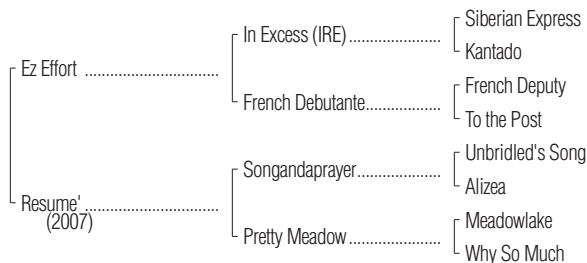 Siberian Express
In Excess (IRE)
Kantado
Ez Effort
French Deputy
French Debutante
To the Post
Unbridled's Song
Songandaprayer
Alizea
Resume'
(2007)
Meadowlake
Pretty Meadow
Why So Much